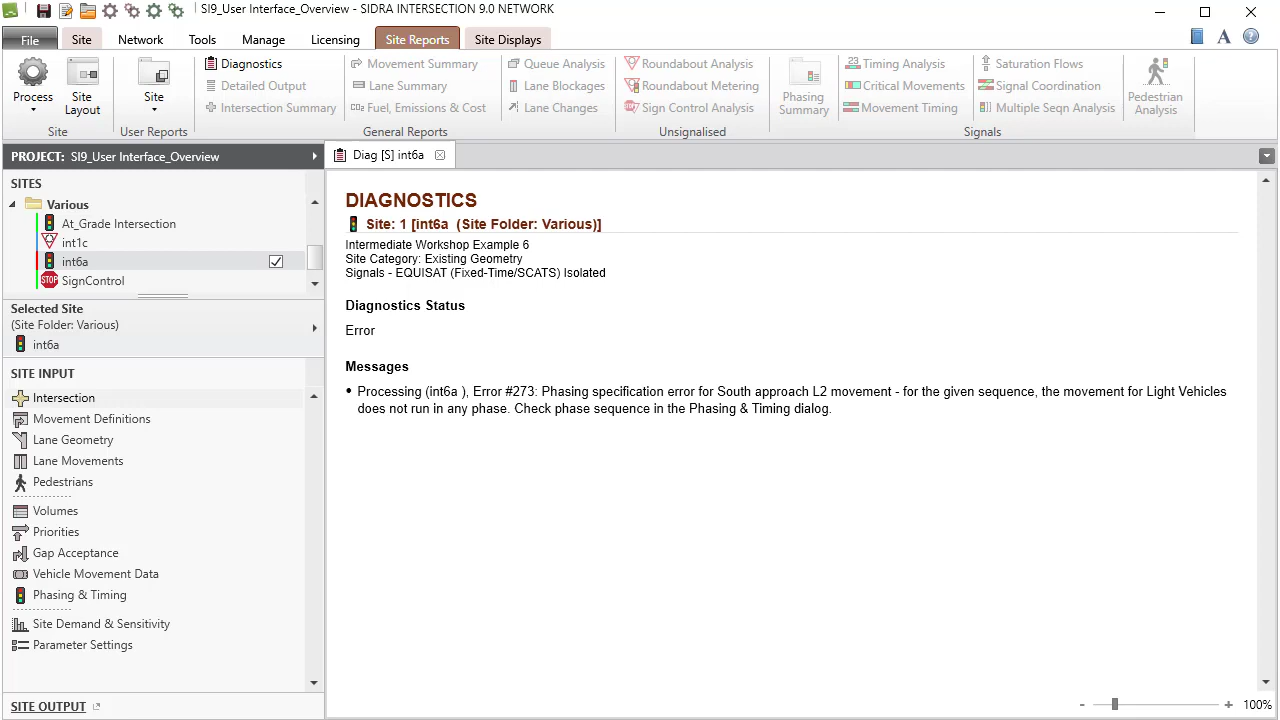 SI9_User Interface_Overview - SIDRA INTERSECTION 9.0 NETWORK
File Site Network Tools Manage Licensing Site Reports Site Displays
Process
Site
Layout
Site
Site
User Reports
Diagnostics
Detailed Output
Intersection Summary
Movement Summary
Lane Summary
Fuel, Emissions & Cost
Queue Analysis
Lane Blockages
Lane Changes
General Reports
Roundabout Analysis
Roundabout Metering
Sign Control Analysis
Unsignalised
Phasing
Summary
23 Timing Analysis
Critical Movements
Movement Timing
Saturation Flows
Signal Coordination
Multiple Seqn Analysis
Signals
Pedestrian
Analysis
PROJECT: SI9_User Interface_Overview
SITES
Various
At_Grade Intersection
int1c
int6a
STOP SignControl
Selected Site
(Site Folder: Various)
int6a
SITE INPUT
Intersection
Movement Definitions
Lane Geometry
Lane Movements
Pedestrians
Volumes
Priorities
Gap Acceptance
Vehicle Movement Data
Phasing & Timing
Site Demand & Sensitivity
Parameter Settings
SITE OUTPUT
Diag [S] int6a
DIAGNOSTICS
Site: 1 [int6a (Site Folder: Various)]
Intermediate Workshop Example 6
Site Category: Existing Geometry
Signals - EQUISAT (Fixed-Time/SCATS) Isolated
Diagnostics Status
Error
Messages
• Processing (int6a ), Error #273: Phasing specification error for South approach L2 movement - for the given sequence, the movement for Light Vehicles
does not run in any phase. Check phase sequence in the Phasing & Timing dialog.
- + 100%